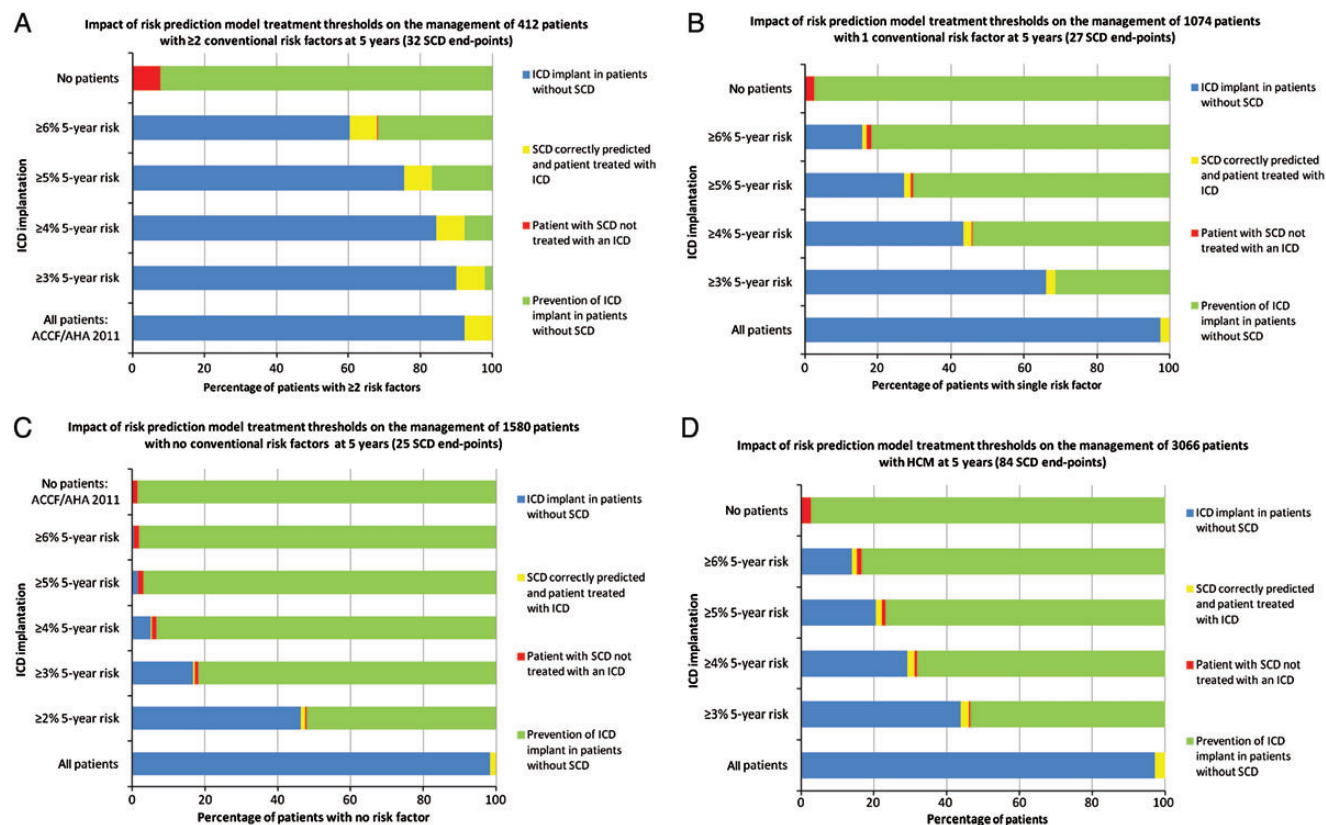 A
Impact of risk prediction model treatment thresholds on the management of 412 patients
with ≥2 conventional risk factors at 5 years (32 SCD end-points)
ICD implantation
No patients
≥6% 5-year risk
≥5% 5-year risk
≥4% 5-year risk
≥3% 5-year risk
All patients:
ACCF/AHA 2011
0 20 40 60 80 100
Percentage of patients with ≥2 risk factors
ICD implant in patients
without SCD
SCD correctly predicted
and patient treated with
ICD
Patient with SCD not
treated with an ICD
Prevention of ICD
implant in patients
without SCD
B
Impact of risk prediction model treatment thresholds on the management of 1074 patients
with 1 conventional risk factor at 5 years (27 SCD end-points)
ICD implantation
No patients
≥6% 5-year risk
≥5% 5-year risk
≥4% 5-year risk
≥3% 5-year risk
All patients
0 20 40 60 80 100
Percentage of patients with single risk factor
ICD implant in patients
without SCD
SCD correctly predicted
and patient treated with
ICD
Patient with SCD not
treated with an ICD
Prevention of ICD
implant in patients
without SCD
C
Impact of risk prediction model treatment thresholds on the management of 1580 patients
with no conventional risk factors at 5 years (25 SCD end-points)
ICD implantation
No patients:
ACCF/AHA 2011
≥6% 5-year risk
≥5% 5-year risk
≥4% 5-year risk
≥3% 5-year risk
≥2% 5-year risk
All patients
0 20 40 60 80 100
Percentage of patients with no risk factor
ICD implant in patients
without SCD
SCD correctly predicted
and patient treated
with ICD
Patient with SCD not
treated with an ICD
Prevention of ICD
implant in patients
without SCD
D
Impact of risk prediction model treatment thresholds on the management of 3066 patients
with HCM at 5 years (84 SCD end-points)
ICD implantation
No patients
≥6% 5-year risk
≥5% 5-year risk
≥4% 5-year risk
≥3% 5-year risk
All patients
0 20 40 60 80 100
Percentage of patients
ICD implant in patients
without SCD
SCD correctly predicted
and patient treated with
ICD
Patient with SCD not
treated with an ICD
Prevention of ICD
implant in patients
without SCD